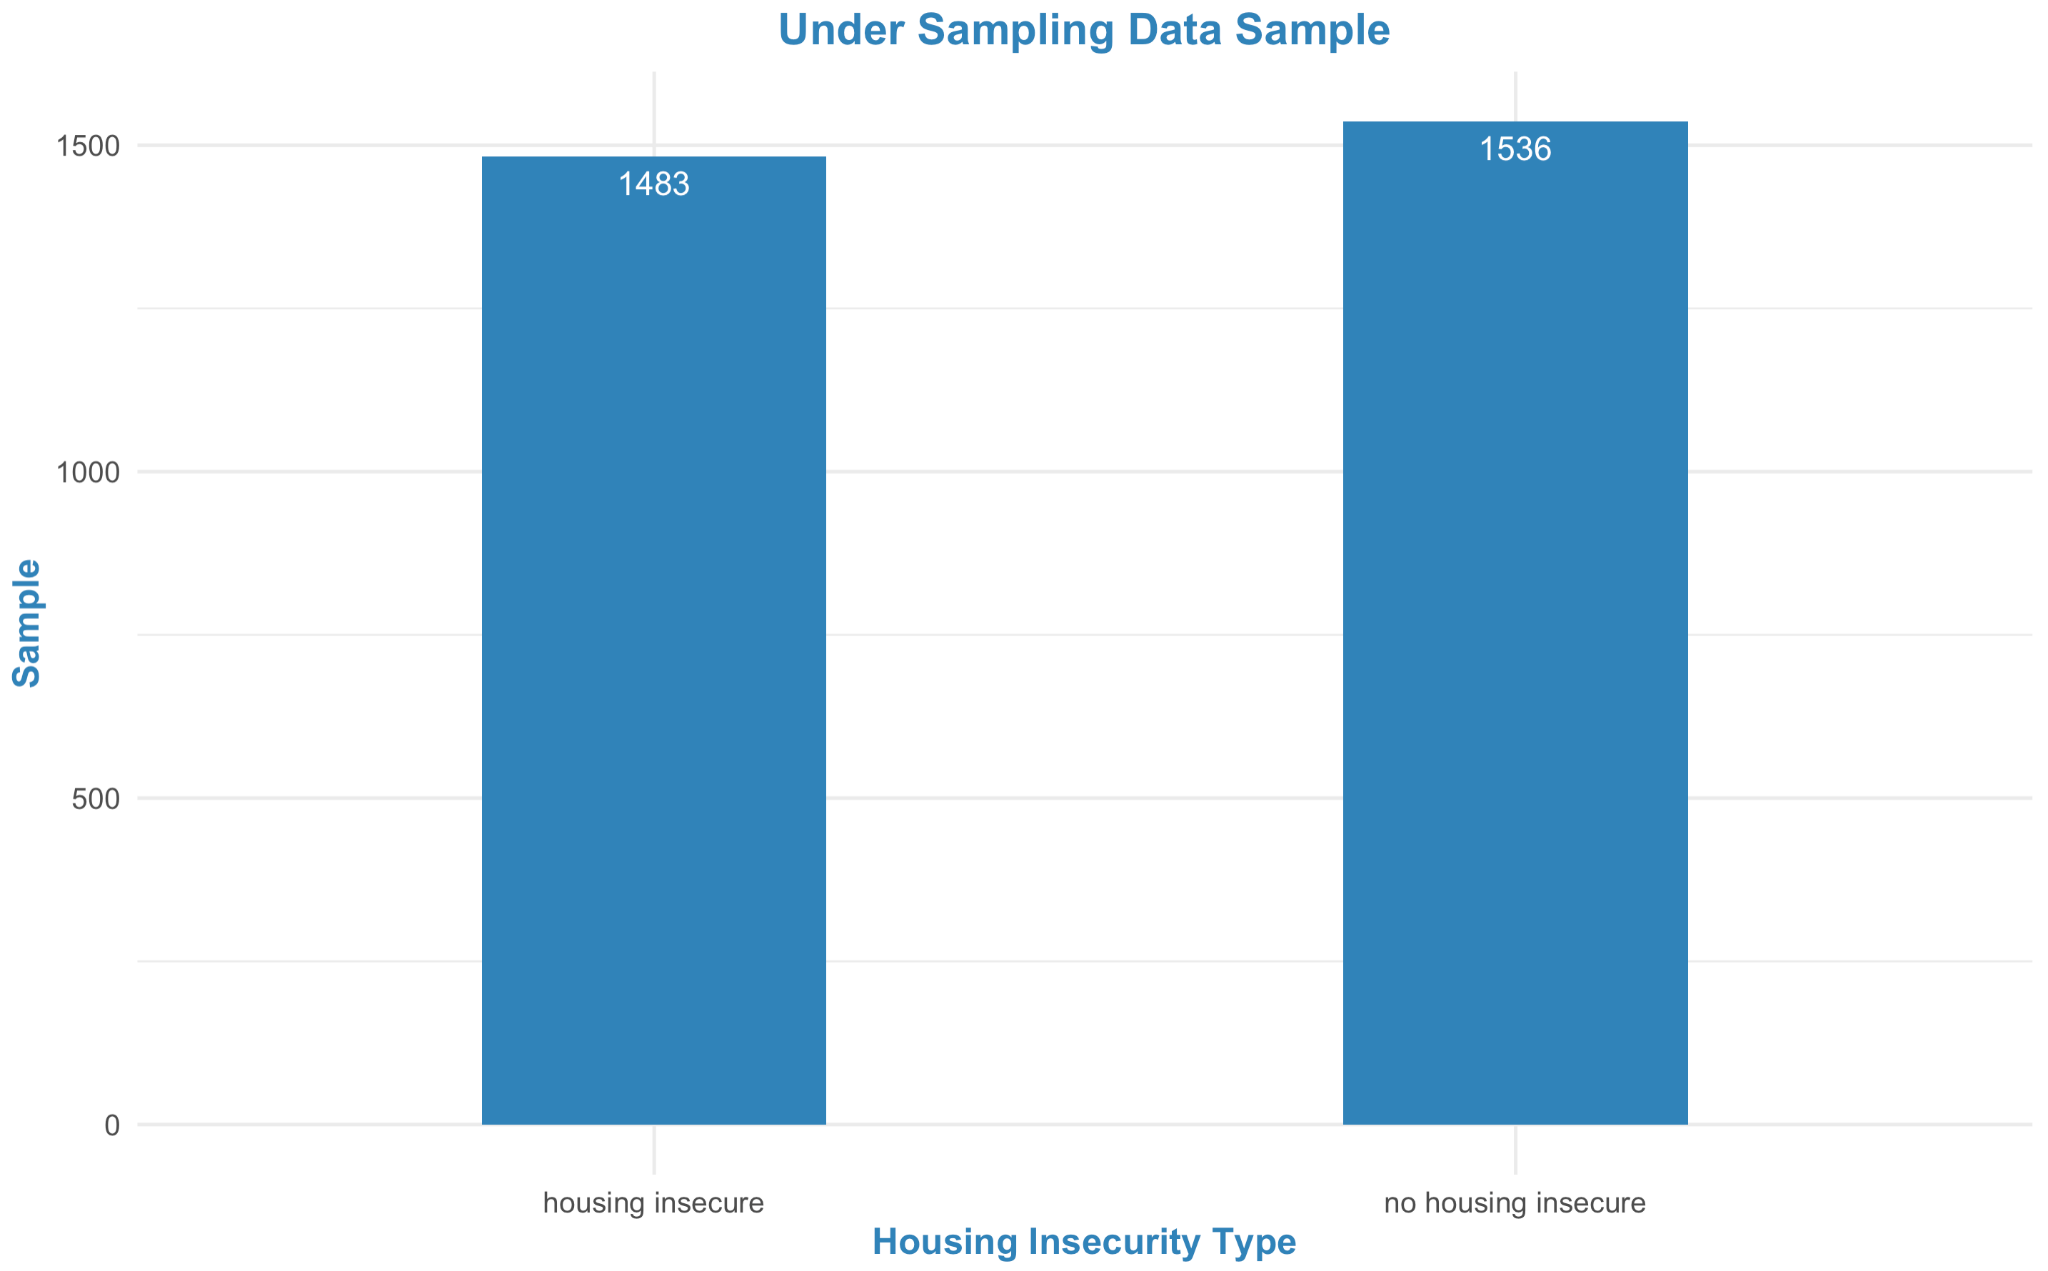 Under Sampling Data Sample
1500
1000
500
0
Sample
1483
1536
housing insecure
no housing insecure
Housing Insecurity Type